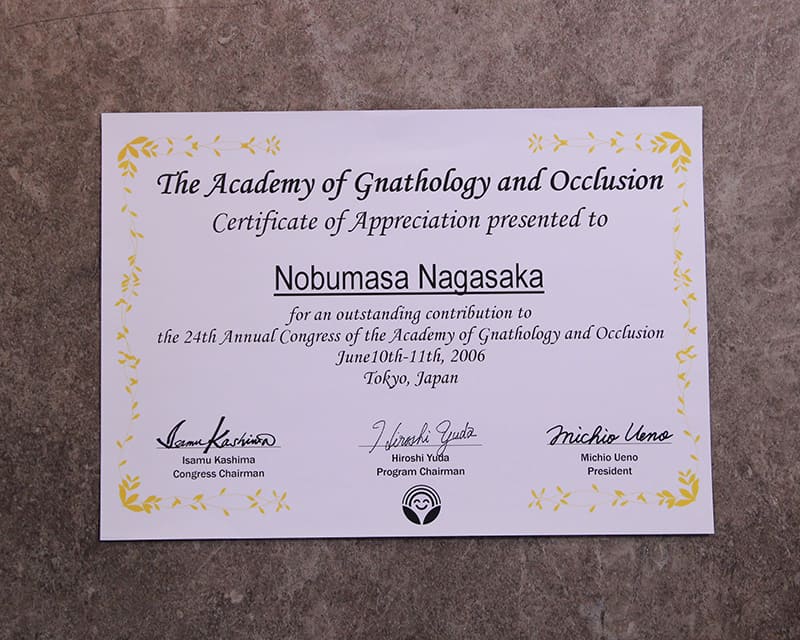 The Academy of Gnathology and Occlusion
Certificate of Appreciation presented to
Nobumasa Nagasaka
for an outstanding contribution to
the 24th Annual Congress of the Academy of Gnathology and Occlusion
June10th-11th, 2006
Tokyo, Japan
Isamu Kashima Hiroshi Yuda Michio Ueno
Isamu Kashima Hiroshi Yuda Michio Ueno
Congress Chairman Program Chairman President